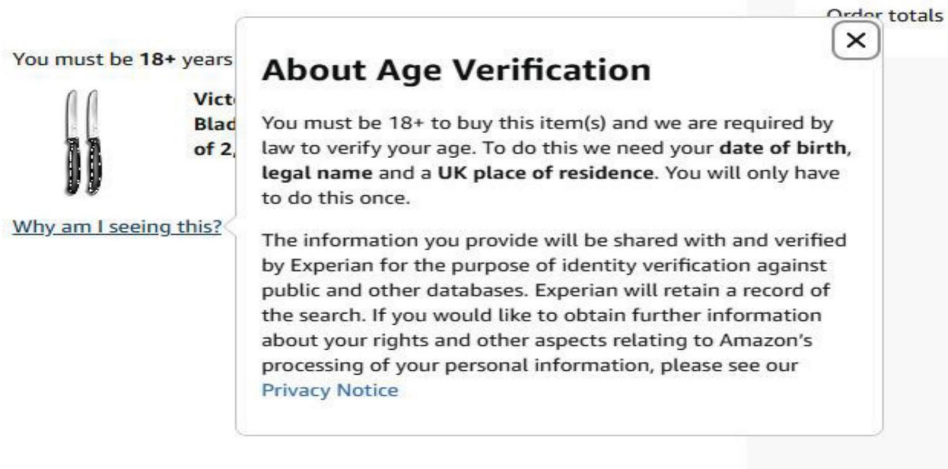 Order totals
You must be 18+ years
Vict
Blad
of 2,
Why am I seeing this?
About Age Verification
You must be 18+ to buy this item(s) and we are required by
law to verify your age. To do this we need your date of birth,
legal name and a UK place of residence. You will only have
to do this once.
The information you provide will be shared with and verified
by Experian for the purpose of identity verification against
public and other databases. Experian will retain a record of
the search. If you would like to obtain further information
about your rights and other aspects relating to Amazon's
processing of your personal information, please see our
Privacy Notice